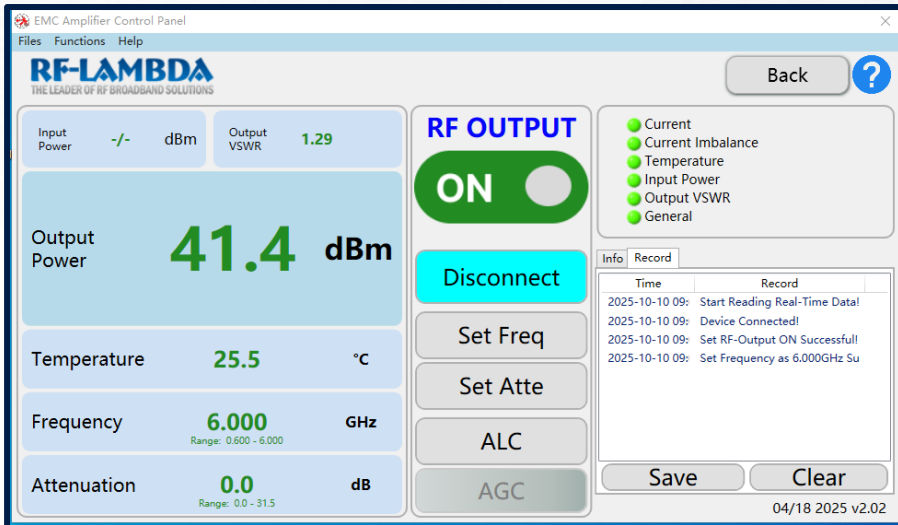 EMC Amplifier Control Panel
Files Functions Help
RF-LAMBDA
THE LEADER OF RF BROADBAND SOLUTIONS
Back
?
Input Power -/- dBm
Output VSWR 1.29
Output Power 41.4 dBm
Temperature 25.5 °C
Frequency 6.000 GHz
Range: 0.600 - 6.000
Attenuation 0.0 dB
Range: 0.0 - 31.5
RF OUTPUT
ON
Disconnect
Set Freq
Set Atte
ALC
AGC
Current
Current Imbalance
Temperature
Input Power
Output VSWR
General
Info Record
Time Record
2025-10-10 09: Start Reading Real-Time Data!
2025-10-10 09: Device Connected!
2025-10-10 09: Set RF-Output ON Successful!
2025-10-10 09: Set Frequency as 6.000GHz Su
Save Clear
04/18 2025 v2.02